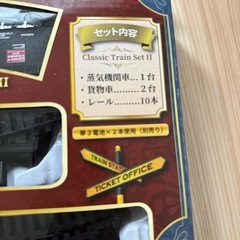 セット内容
Classic Train Set II
・蒸気機関車…1台
・貨物車………2台
・レール……10本
単3電池×2本使用(別売り)
TRAIN STAT
TICKET OFFICE
II